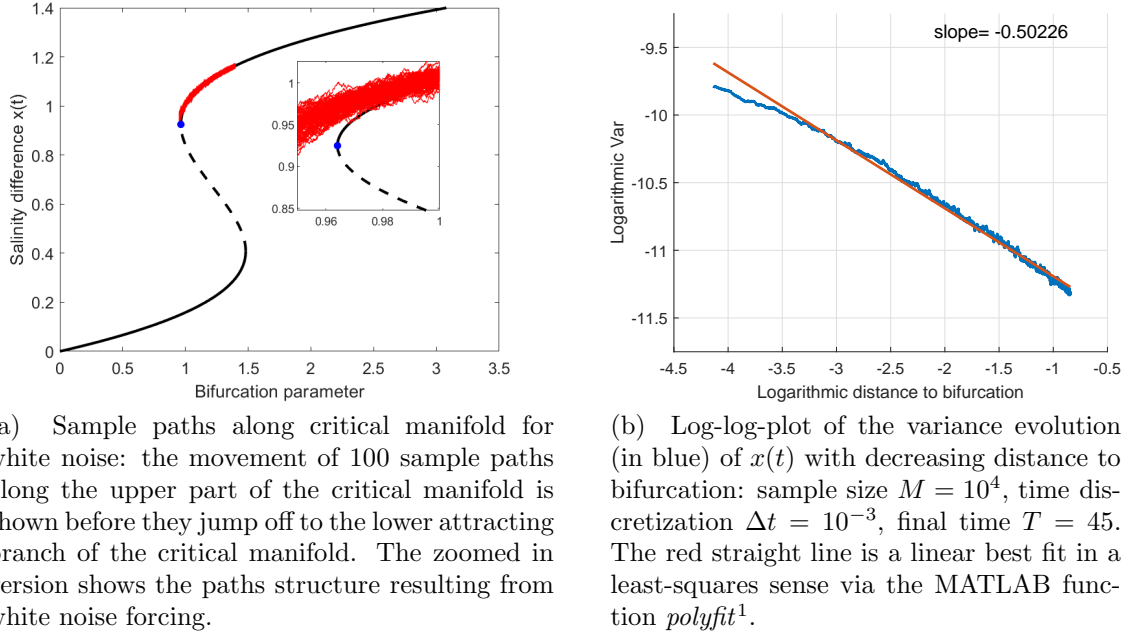 1.4
1.2
1
0.8
0.6
0.4
0.2
0
Salinity difference x(t)
0 0.5 1 1.5 2 2.5 3 3.5
Bifurcation parameter
1
0.95
0.9
0.85
0.96 0.98 1
slope= -0.50226
-9.5
-10
-10.5
-11
-11.5
Logarithmic Var
-4.5 -4 -3.5 -3 -2.5 -2 -1.5 -1 -0.5
Logarithmic distance to bifurcation
a) Sample paths along critical manifold for
white noise: the movement of 100 sample paths
along the upper part of the critical manifold is
shown before they jump off to the lower attracting
branch of the critical manifold. The zoomed in
version shows the paths structure resulting from
white noise forcing.
(b) Log-log-plot of the variance evolution
(in blue) of x(t) with decreasing distance to
bifurcation: sample size M = 10⁴, time dis-
cretization Δt = 10⁻³, final time T = 45.
The red straight line is a linear best fit in a
least-squares sense via the MATLAB func-
tion polyfit¹.